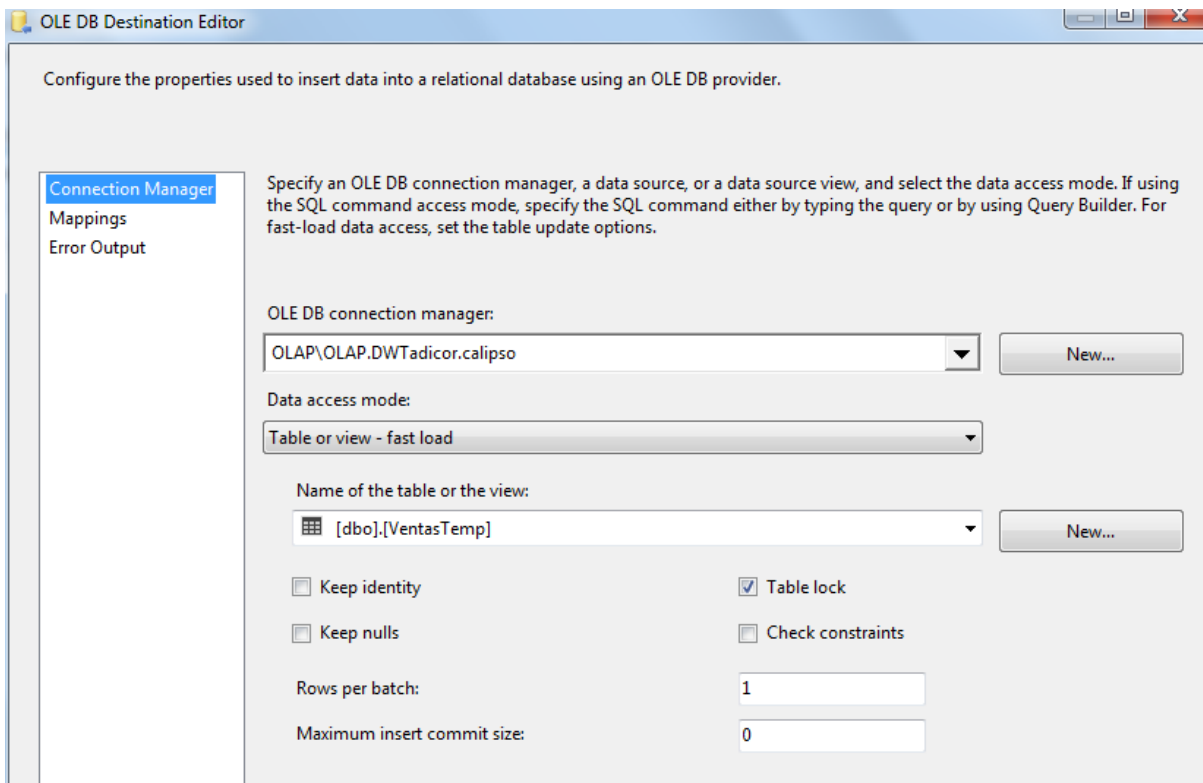 OLE DB Destination Editor
Configure the properties used to insert data into a relational database using an OLE DB provider.
Connection Manager
Mappings
Error Output
Specify an OLE DB connection manager, a data source, or a data source view, and select the data access mode. If using
the SQL command access mode, specify the SQL command either by typing the query or by using Query Builder. For
fast-load data access, set the table update options.
OLE DB connection manager:
OLAP\OLAP.DWTadicor.calipso
New...
Data access mode:
Table or view - fast load
Name of the table or the view:
[dbo].[VentasTemp]
New...
Keep identity
Table lock
Keep nulls
Check constraints
Rows per batch:
1
Maximum insert commit size:
0